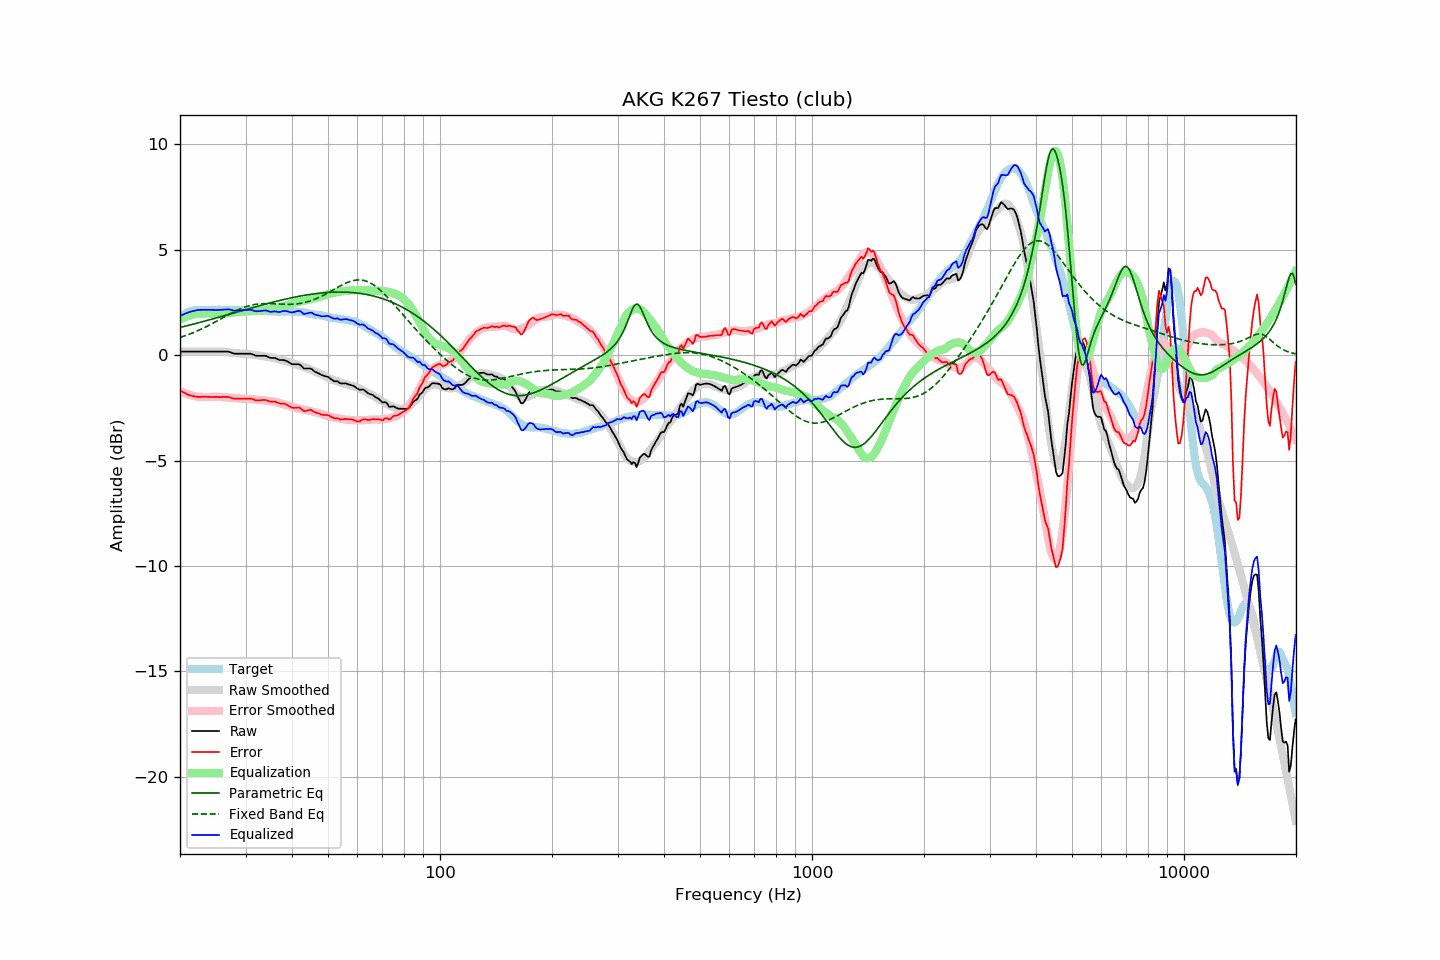 AKG K267 Tiesto (club)
10
5
0
−5
−10
−15
−20
Amplitude (dBr)
Target
Raw Smoothed
Error Smoothed
Raw
Error
Equalization
Parametric Eq
Fixed Band Eq
Equalized
100
1000
10000
Frequency (Hz)